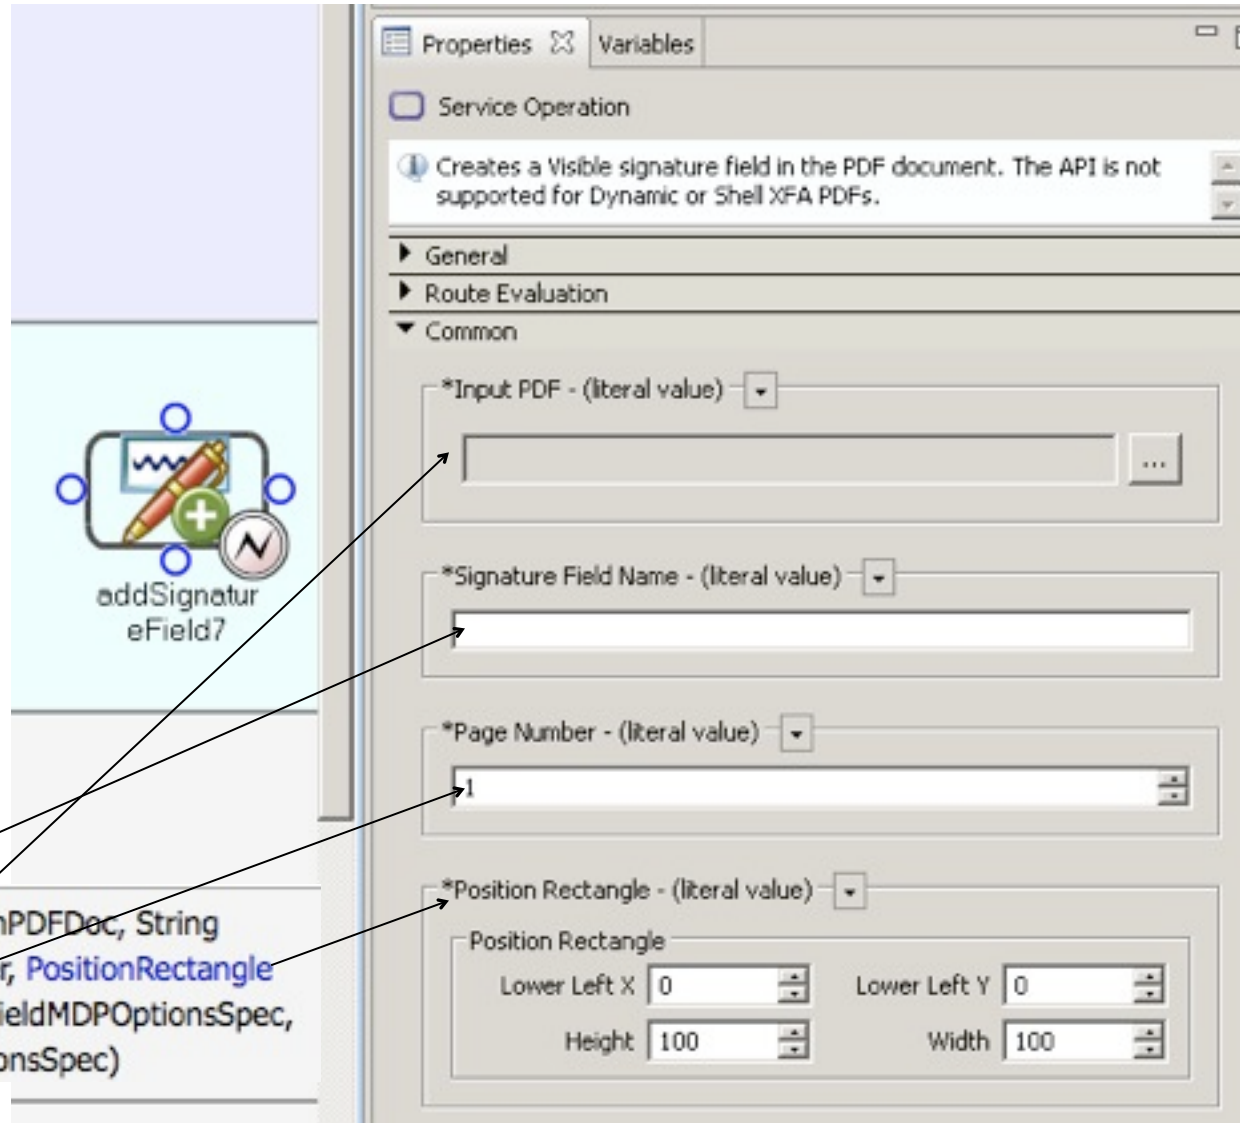 Properties
Variables
Service Operation
Creates a Visible signature field in the PDF document. The API is not
supported for Dynamic or Shell XFA PDFs.
General
Route Evaluation
Common
*Input PDF - (literal value)
...
*Signature Field Name - (literal value)
*Page Number - (literal value)
1
*Position Rectangle - (literal value)
Position Rectangle
Lower Left X 0 Lower Left Y 0
Height 100 Width 100
addSignatur
eField7
nPDFDoc, String
r, PositionRectangle
ieldMDPOptionsSpec,
onsSpec)